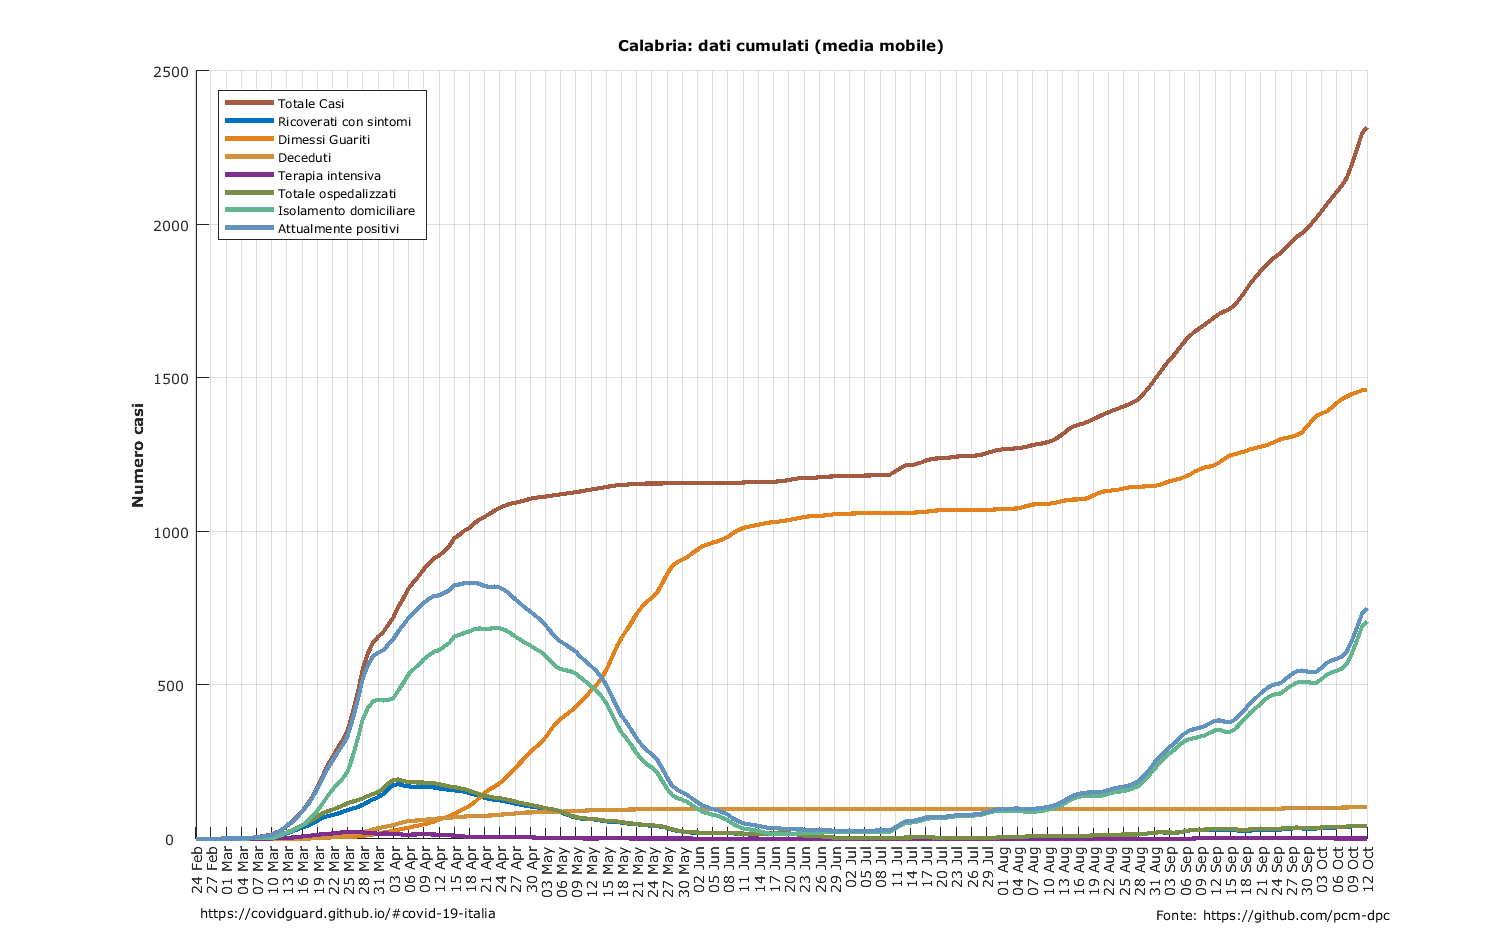 Calabria: dati cumulati (media mobile)
2500
2000
1500
1000
500
0
Numero casi
Totale Casi
Ricoverati con sintomi
Dimessi Guariti
Deceduti
Terapia intensiva
Totale ospedalizzati
Isolamento domiciliare
Attualmente positivi
24 Feb
27 Feb
01 Mar
04 Mar
07 Mar
10 Mar
13 Mar
16 Mar
19 Mar
22 Mar
25 Mar
28 Mar
31 Mar
03 Apr
06 Apr
09 Apr
12 Apr
15 Apr
18 Apr
21 Apr
24 Apr
27 Apr
30 Apr
03 May
06 May
09 May
12 May
15 May
18 May
21 May
24 May
27 May
30 May
02 Jun
05 Jun
08 Jun
11 Jun
14 Jun
17 Jun
20 Jun
23 Jun
26 Jun
29 Jun
02 Jul
05 Jul
08 Jul
11 Jul
14 Jul
17 Jul
20 Jul
23 Jul
26 Jul
29 Jul
01 Aug
04 Aug
07 Aug
10 Aug
13 Aug
16 Aug
19 Aug
22 Aug
25 Aug
28 Aug
31 Aug
03 Sep
06 Sep
09 Sep
12 Sep
15 Sep
18 Sep
21 Sep
24 Sep
27 Sep
30 Sep
03 Oct
06 Oct
09 Oct
12 Oct
https://covidguard.github.io/#covid-19-italia
Fonte: https://github.com/pcm-dpc